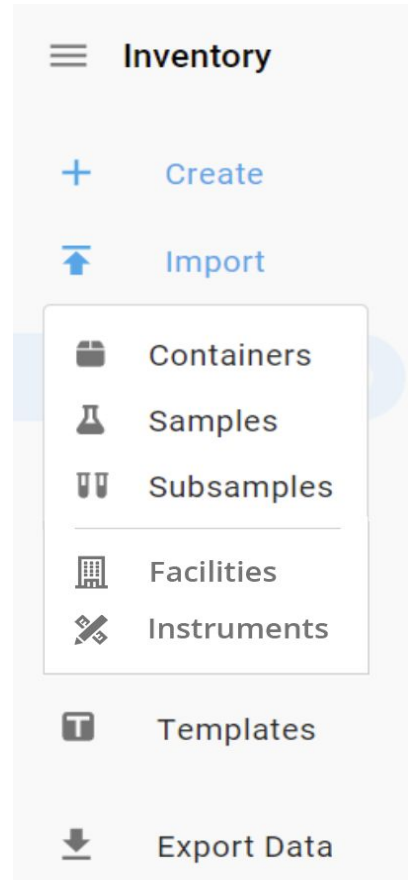 Inventory
Create
Import
Containers
Samples
Subsamples
Facilities
Instruments
Templates
Export Data